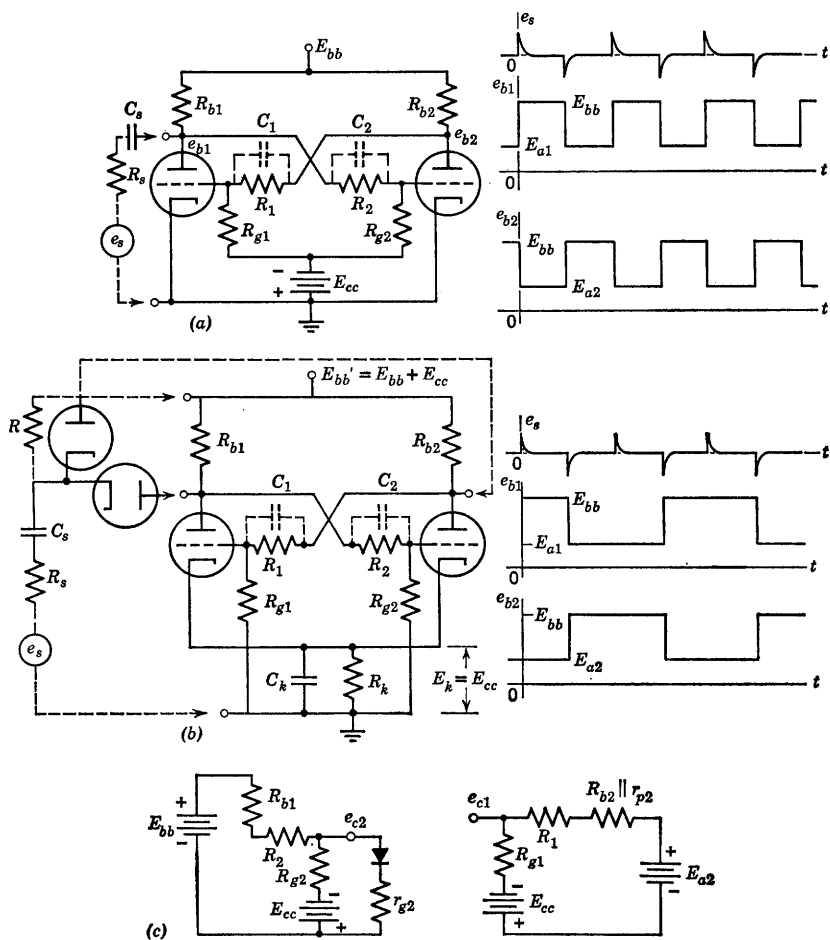 E_bb
e_s
t
0
R_b1
R_b2
C_s
C_1
C_2
e_b1
e_b2
R_s
R_1
R_2
R_g1
R_g2
e_s
E_cc
- +
(a)
e_b1
E_bb
E_a1
0
t
e_b2
E_bb
E_a2
0
t
E_bb' = E_bb + E_cc
R
R_b1
R_b2
C_s
C_1
C_2
R_s
R_1
R_2
R_g1
R_g2
e_s
C_k
R_k
E_k = E_cc
(b)
e_s
0
t
e_b1
E_bb
E_a1
0
t
e_b2
E_bb
E_a2
0
t
R_b1
E_bb
+ -
R_2
e_c2
R_g2
E_cc
- +
r_g2
(c)
e_c1
R_b2 || r_p2
R_1
R_g1
E_cc
- +
E_a2
+ -